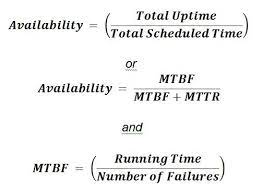 Availability = (Total Uptime / Total Scheduled Time)
or
Availability = MTBF / MTBF + MTTR
and
MTBF = (Running Time / Number of Failures)